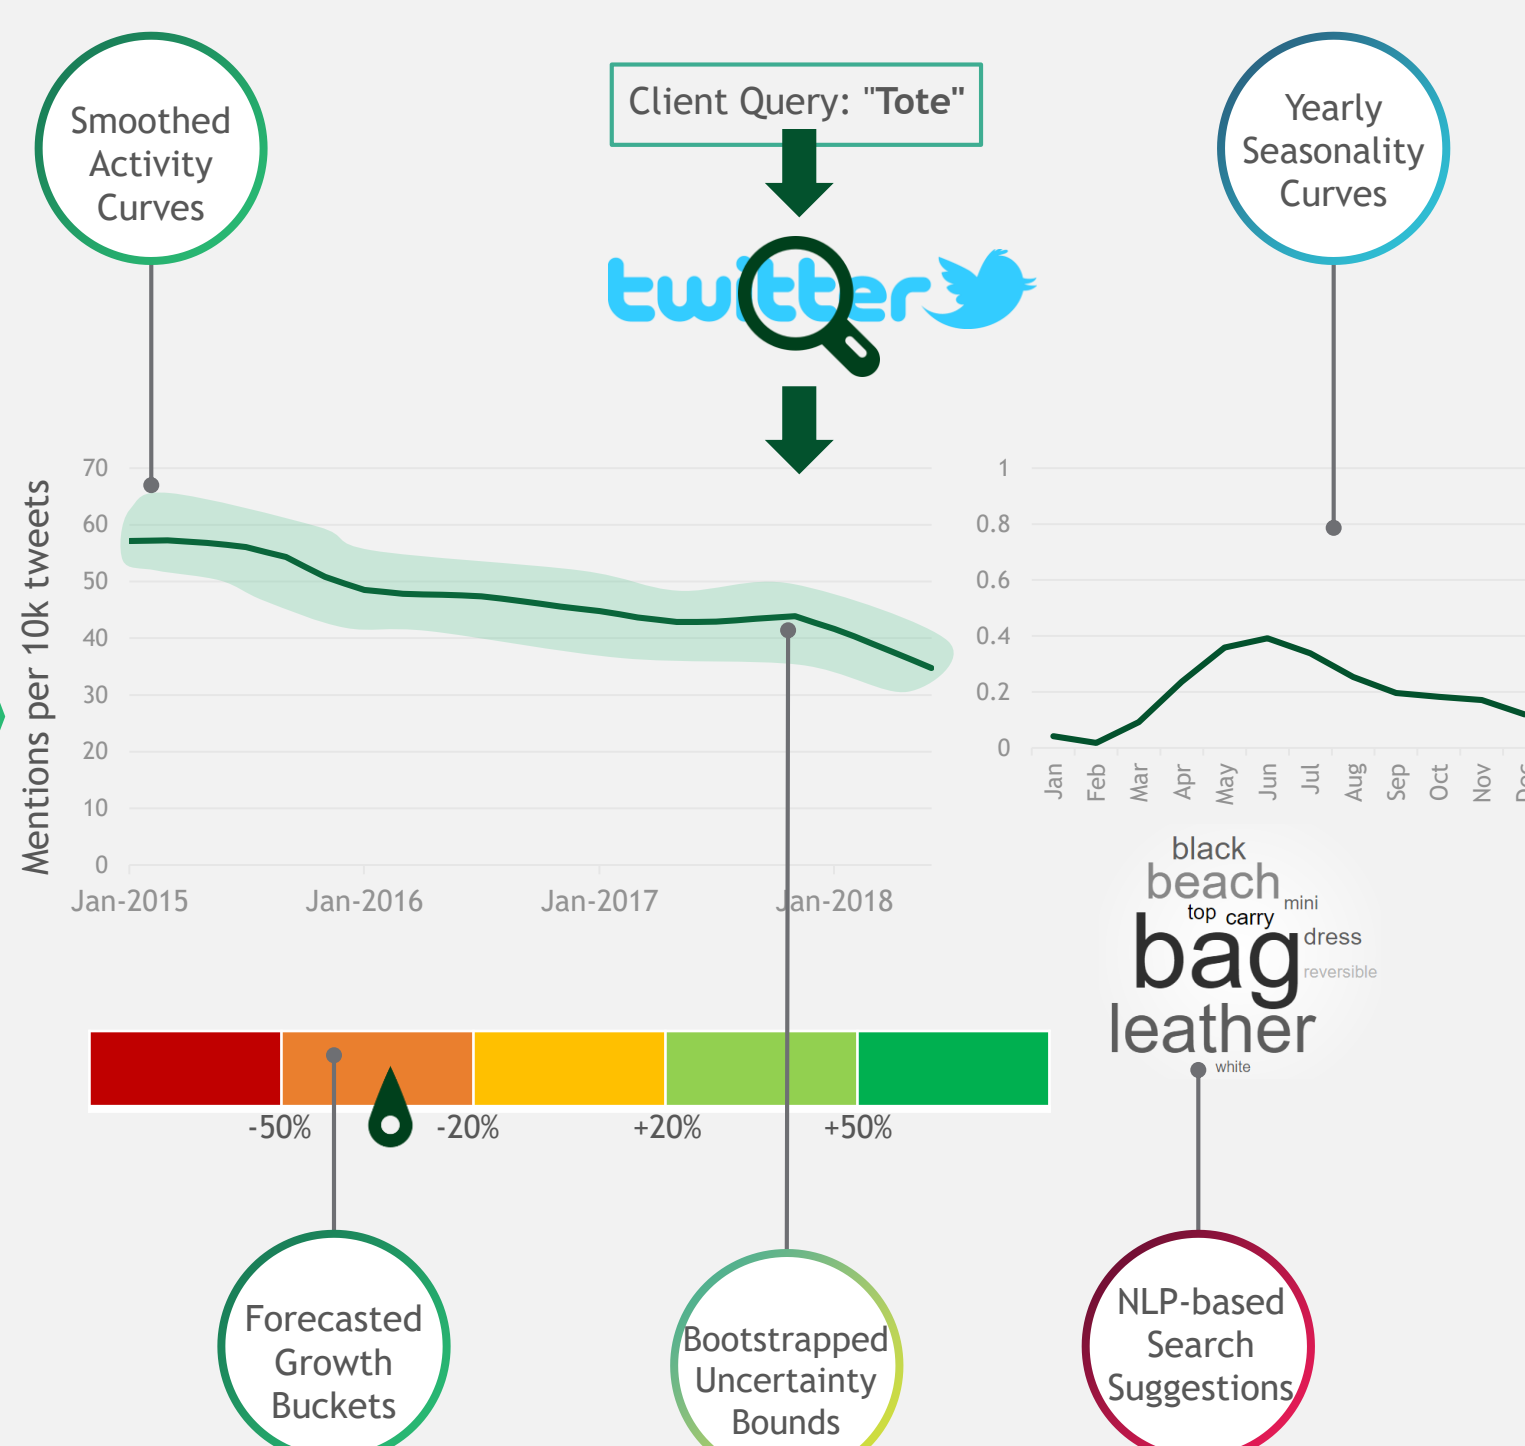 Smoothed
Activity
Curves
Client Query: "Tote"
twitter
Yearly
Seasonality
Curves
Mentions per 10k tweets
70
60
50
40
30
20
10
0
Jan-2015
Jan-2016
Jan-2017
Jan-2018
1
0.8
0.6
0.4
0.2
0
Jan
Feb
Mar
Apr
May
Jun
Jul
Aug
Sep
Oct
Nov
Dec
black
beach
mini
top carry
bag
dress
reversible
leather
white
-50%
-20%
+20%
+50%
Forecasted
Growth
Buckets
Bootstrapped
Uncertainty
Bounds
NLP-based
Search
Suggestions